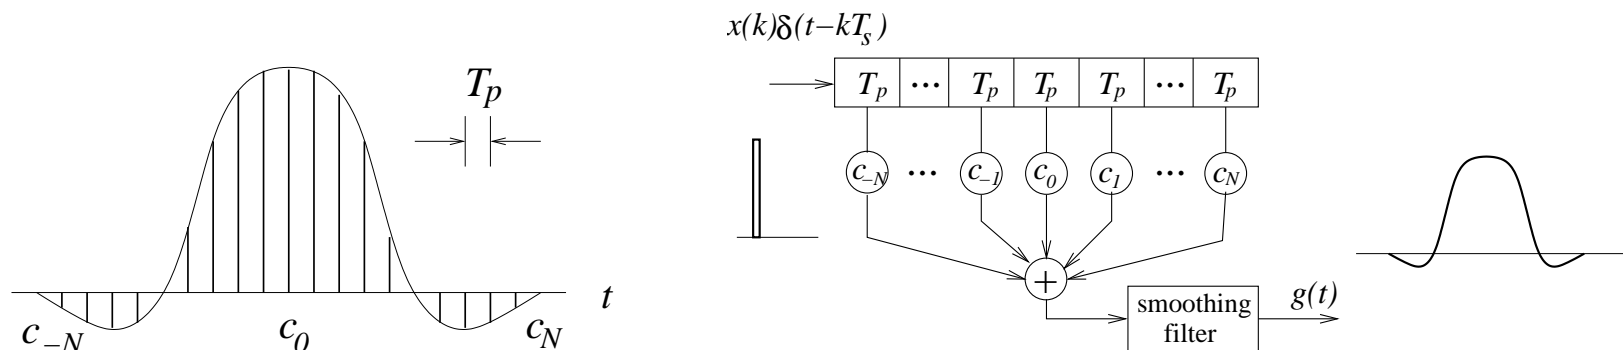 T_p
t
c_{-N}
c_0
c_N
x(k)δ(t−kT_s)
T_p ••• T_p T_p T_p ••• T_p
c_{-N} ••• c_{-1} c_0 c_1 ••• c_N
+
smoothing
filter
g(t)